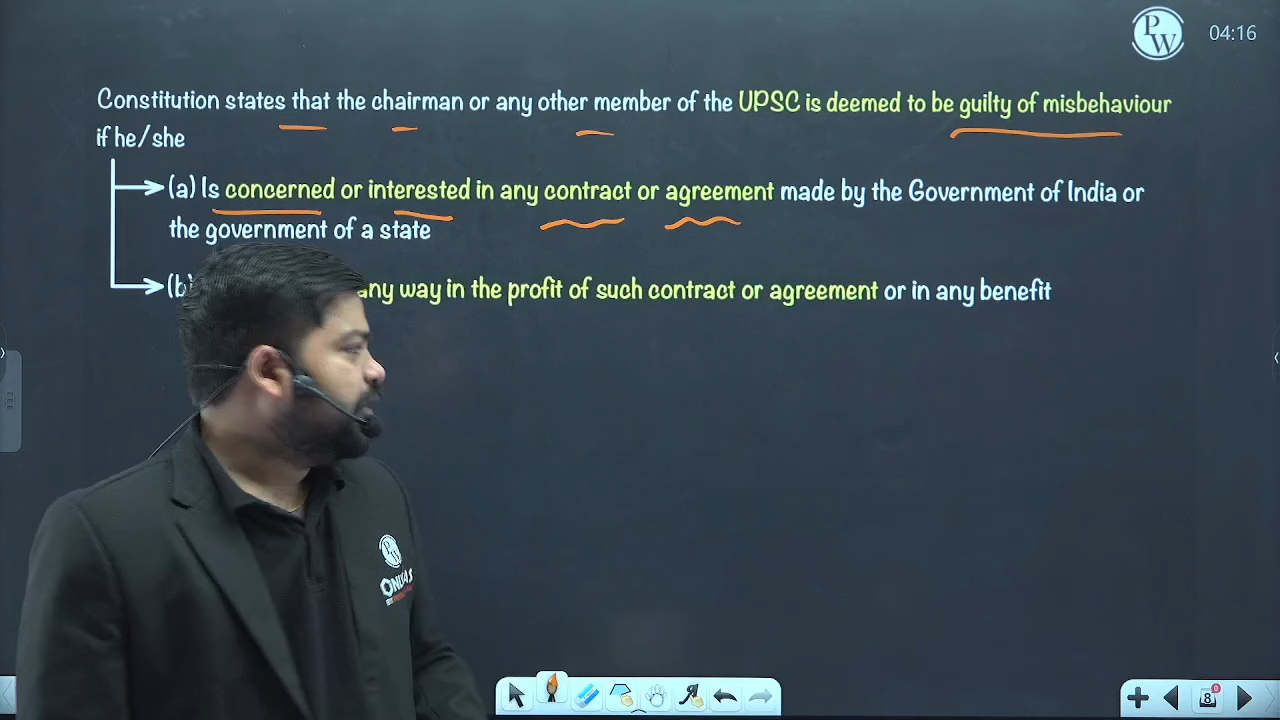 PW
04:16
Constitution states that the chairman or any other member of the UPSC is deemed to be guilty of misbehaviour
if he/she
(a) Is concerned or interested in any contract or agreement made by the Government of India or
the government of a state
(b) any way in the profit of such contract or agreement or in any benefit
PW
8